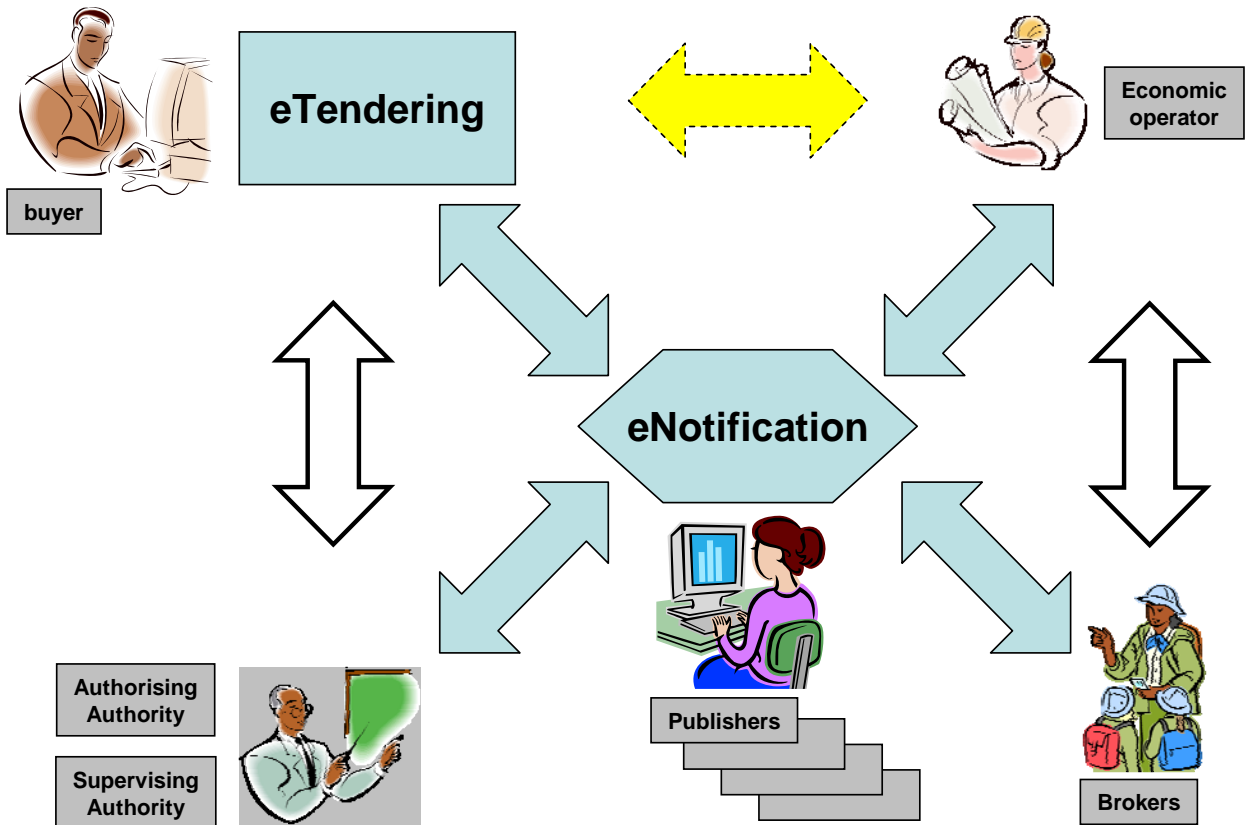 eTendering
Economic
operator
buyer
eNotification
Authorising
Authority
Publishers
Supervising
Authority
Brokers